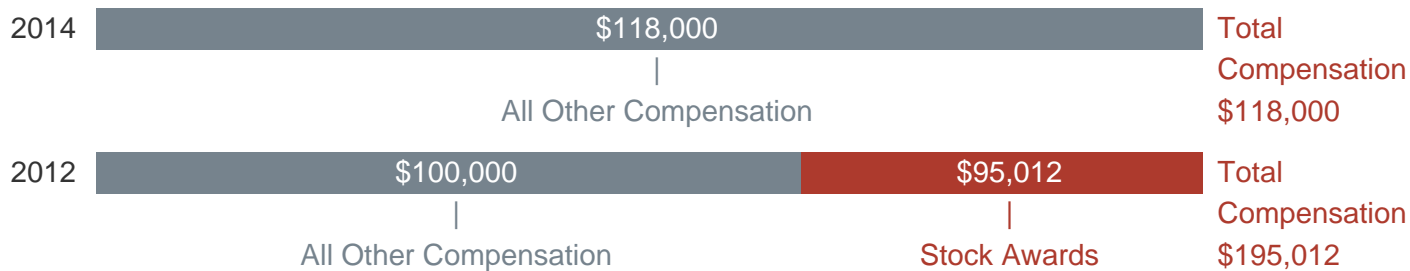 2014 $118,000 Total
| Compensation
All Other Compensation $118,000
2012 $100,000 $95,012 Total
| | Compensation
All Other Compensation Stock Awards $195,012